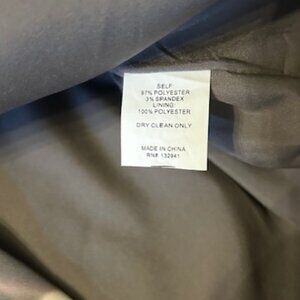 SELF:
97% POLYESTER
3% SPANDEX
LINING:
100% POLYESTER
DRY CLEAN ONLY
MADE IN CHINA
RN# 132941